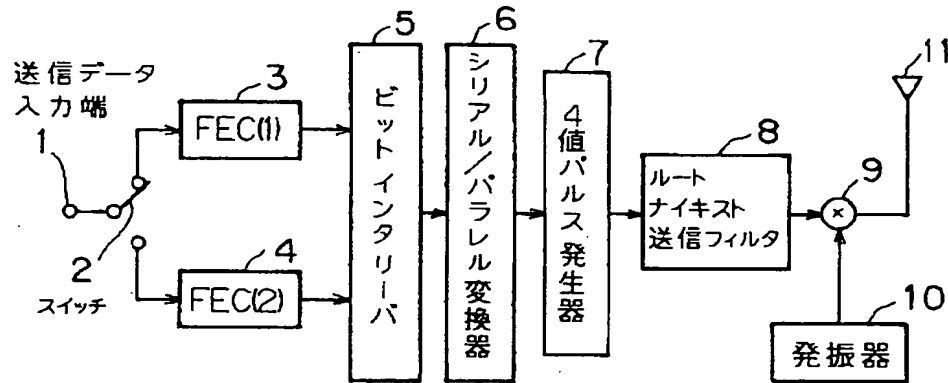 送信データ
入力端
1
2
スイッチ
3
FEC(1)
4
FEC(2)
5
ビットインタリーバ
6
シリアル/パラレル変換器
7
4値パルス発生器
8
ルート
ナイキスト
送信フィルタ
9
×
10
発振器
11